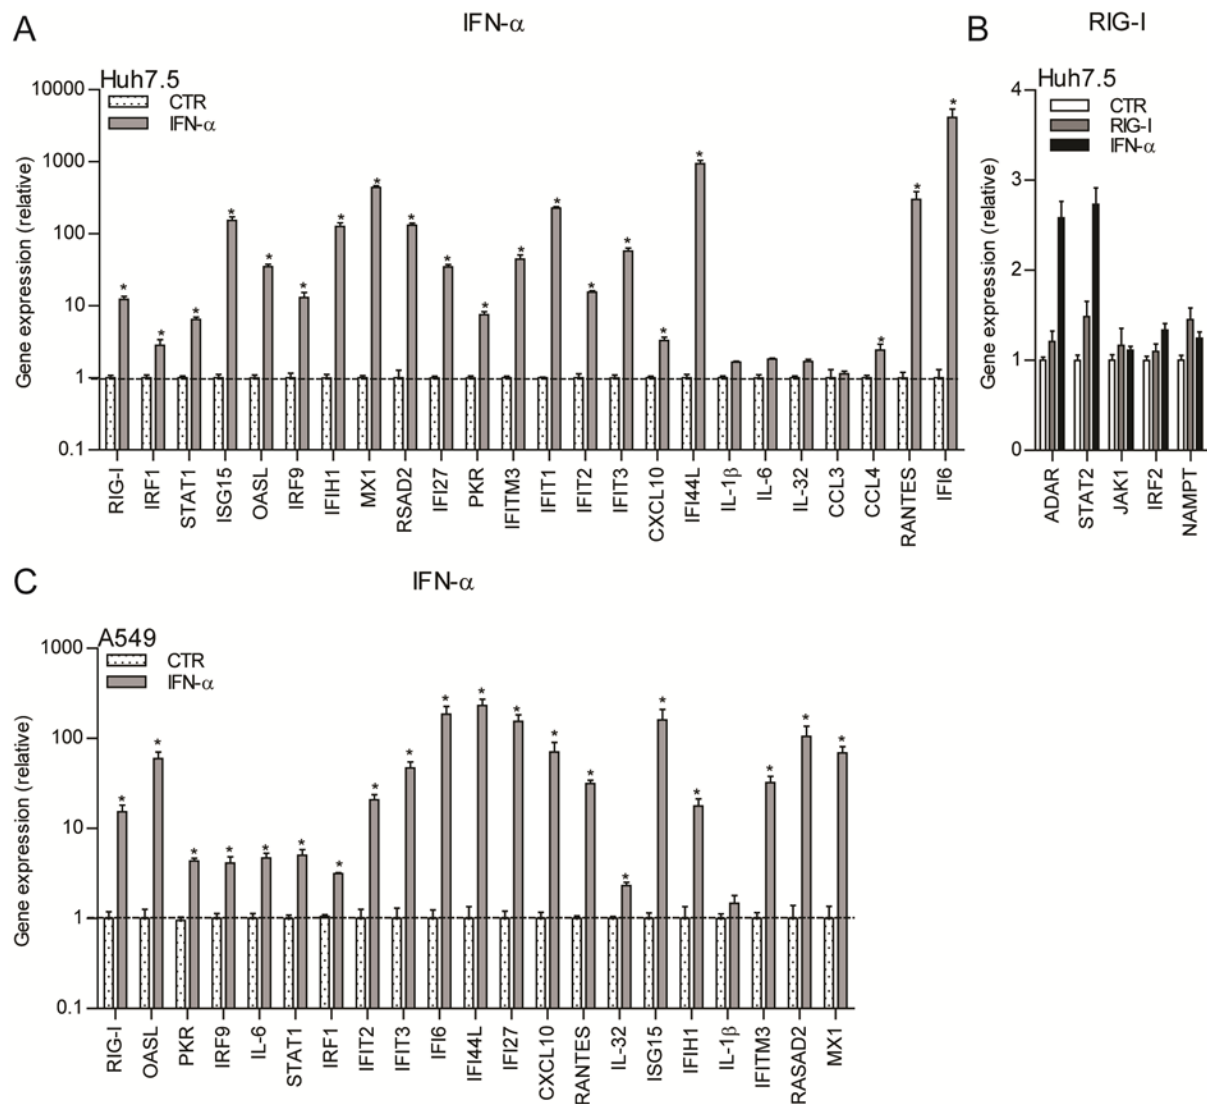 A
IFN-α
Huh7.5
CTR
IFN-α
Gene expression (relative)
10000
1000
100
10
1
0.1
RIG-I
IRF1
STAT1
ISG15
OASL
IRF9
IFIH1
MX1
RSAD2
IFI27
PKR
IFITM3
IFIT1
IFIT2
IFIT3
CXCL10
IFI44L
IL-1β
IL-6
IL-32
CCL3
CCL4
RANTES
IFI6
B
RIG-I
Huh7.5
CTR
RIG-I
IFN-α
Gene expression (relative)
4
3
2
1
0
ADAR
STAT2
JAK1
IRF2
NAMPT
C
IFN-α
A549
CTR
IFN-α
Gene expression (relative)
1000
100
10
1
0.1
RIG-I
OASL
PKR
IRF9
IL-6
STAT1
IRF1
IFIT2
IFIT3
IFI6
IFI44L
IFI27
CXCL10
RANTES
IL-32
ISG15
IFIH1
IL-1β
IFITM3
RASAD2
MX1